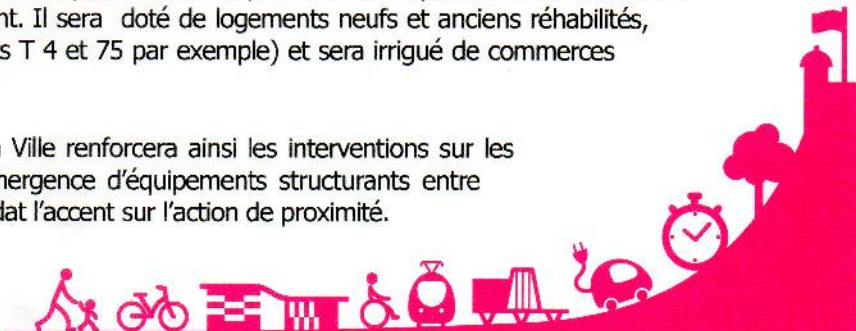 nt. Il sera doté de logements neufs et anciens réhabilités,
s T 4 et 75 par exemple) et sera irrigué de commerces
Ville renforcera ainsi les interventions sur les
mergence d'équipements structurants entre
dat l'accent sur l'action de proximité.